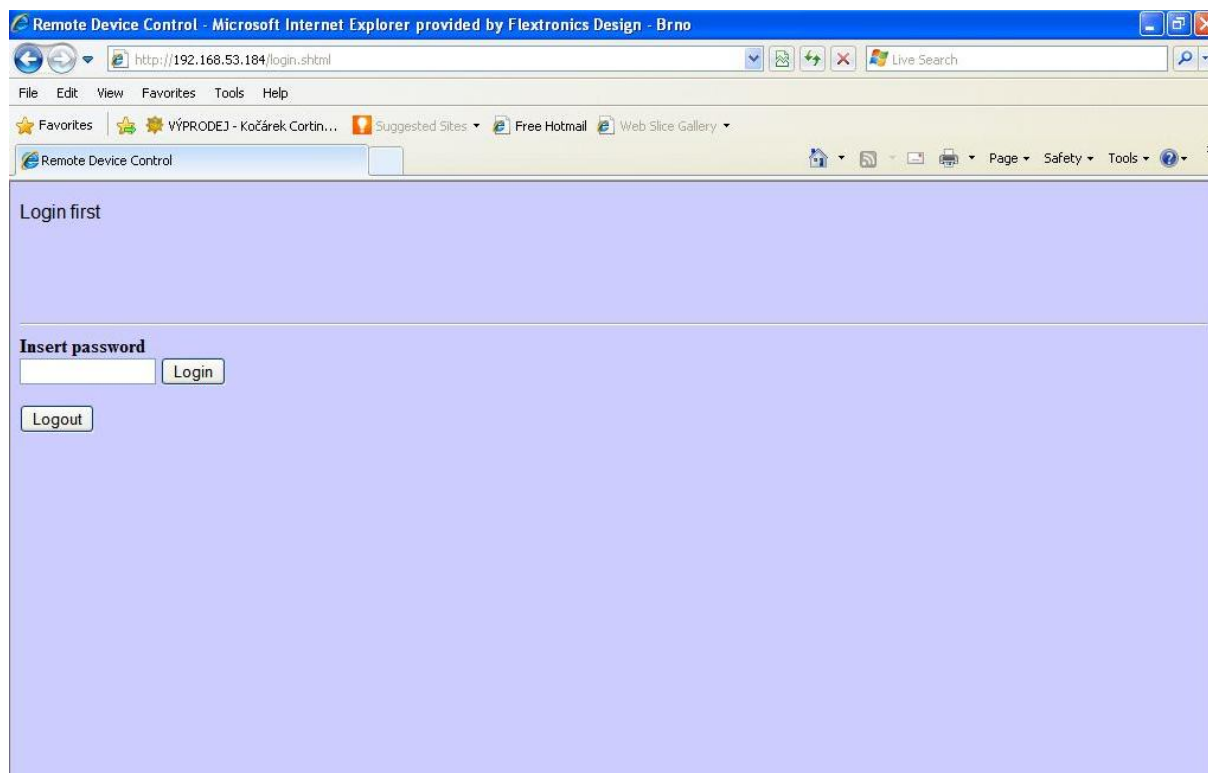 Remote Device Control - Microsoft Internet Explorer provided by Flextronics Design - Brno
http://192.168.53.184/login.shtml
Live Search
File Edit View Favorites Tools Help
Favorites VÝPRODEJ - Kočárek Cortin... Suggested Sites Free Hotmail Web Slice Gallery
Remote Device Control Page Safety Tools
Login first
Insert password
Login
Logout